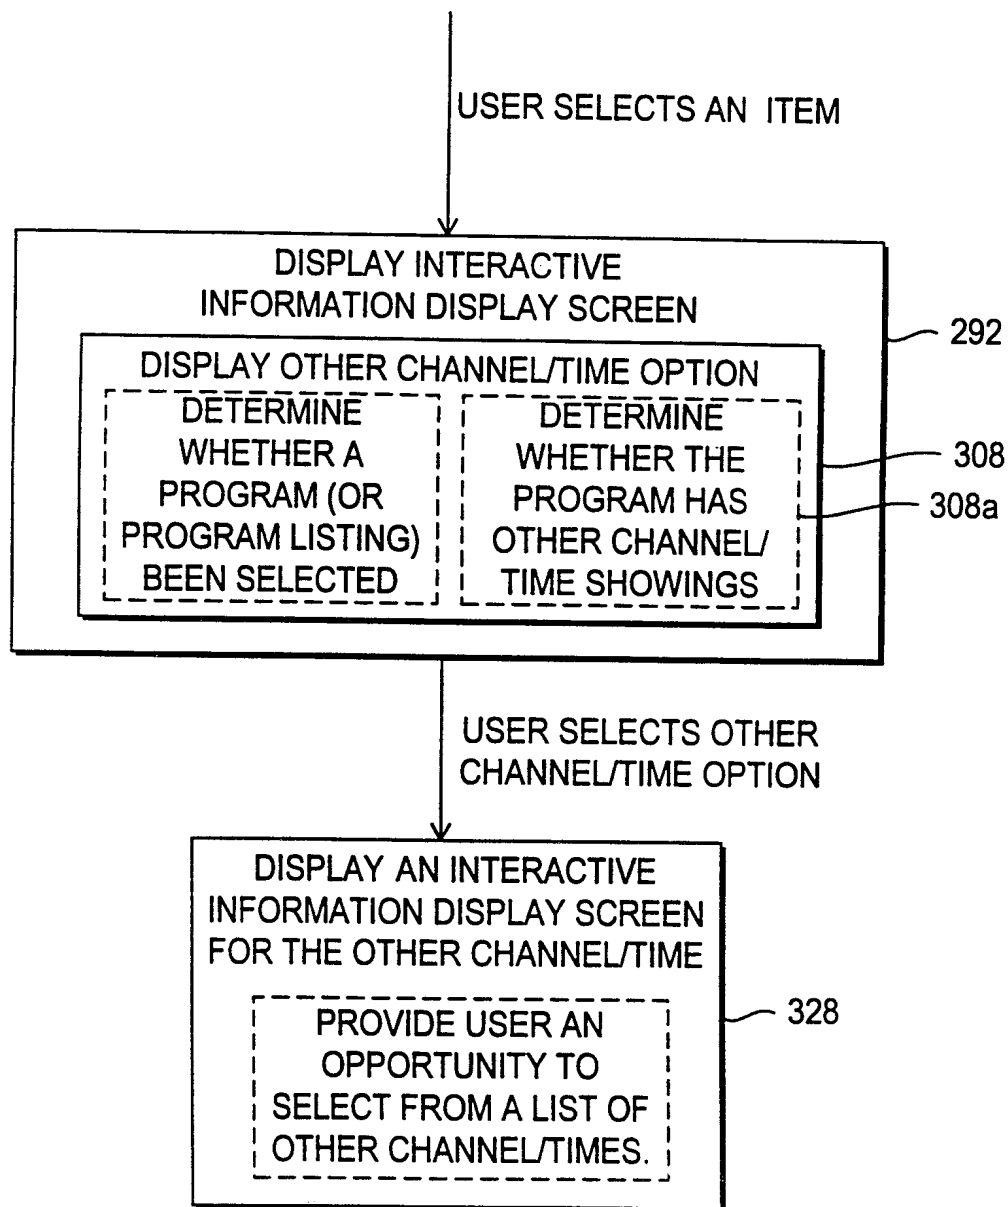 USER SELECTS AN ITEM
DISPLAY INTERACTIVE
INFORMATION DISPLAY SCREEN
292
DISPLAY OTHER CHANNEL/TIME OPTION
DETERMINE
WHETHER A
PROGRAM (OR
PROGRAM LISTING)
BEEN SELECTED
DETERMINE
WHETHER THE
PROGRAM HAS
OTHER CHANNEL/
TIME SHOWINGS
308
308a
USER SELECTS OTHER
CHANNEL/TIME OPTION
DISPLAY AN INTERACTIVE
INFORMATION DISPLAY SCREEN
FOR THE OTHER CHANNEL/TIME
PROVIDE USER AN
OPPORTUNITY TO
SELECT FROM A LIST OF
OTHER CHANNEL/TIMES.
328